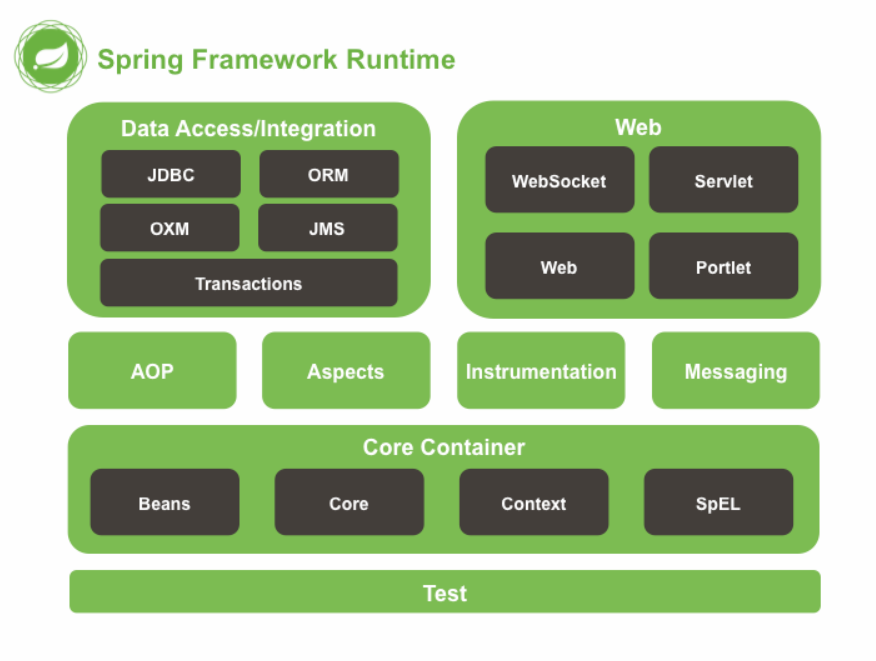 Spring Framework Runtime
Data Access/Integration
JDBC
ORM
OXM
JMS
Transactions
Web
WebSocket
Servlet
Web
Portlet
AOP
Aspects
Instrumentation
Messaging
Core Container
Beans
Core
Context
SpEL
Test